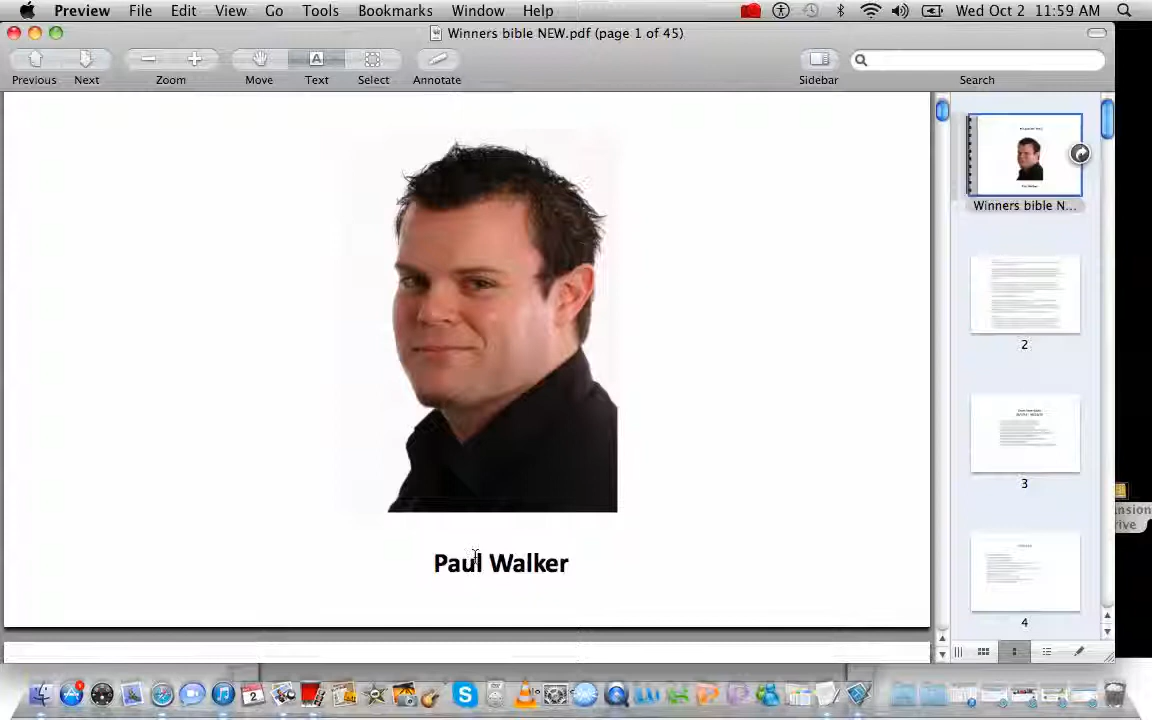 Preview File Edit View Go Tools Bookmarks Window Help Wed Oct 2 11:59 AM
Winners bible NEW.pdf (page 1 of 45)
Previous Next Zoom Move Text Select Annotate Sidebar Search
Winners bible N...
2
3
Paul Walker
4